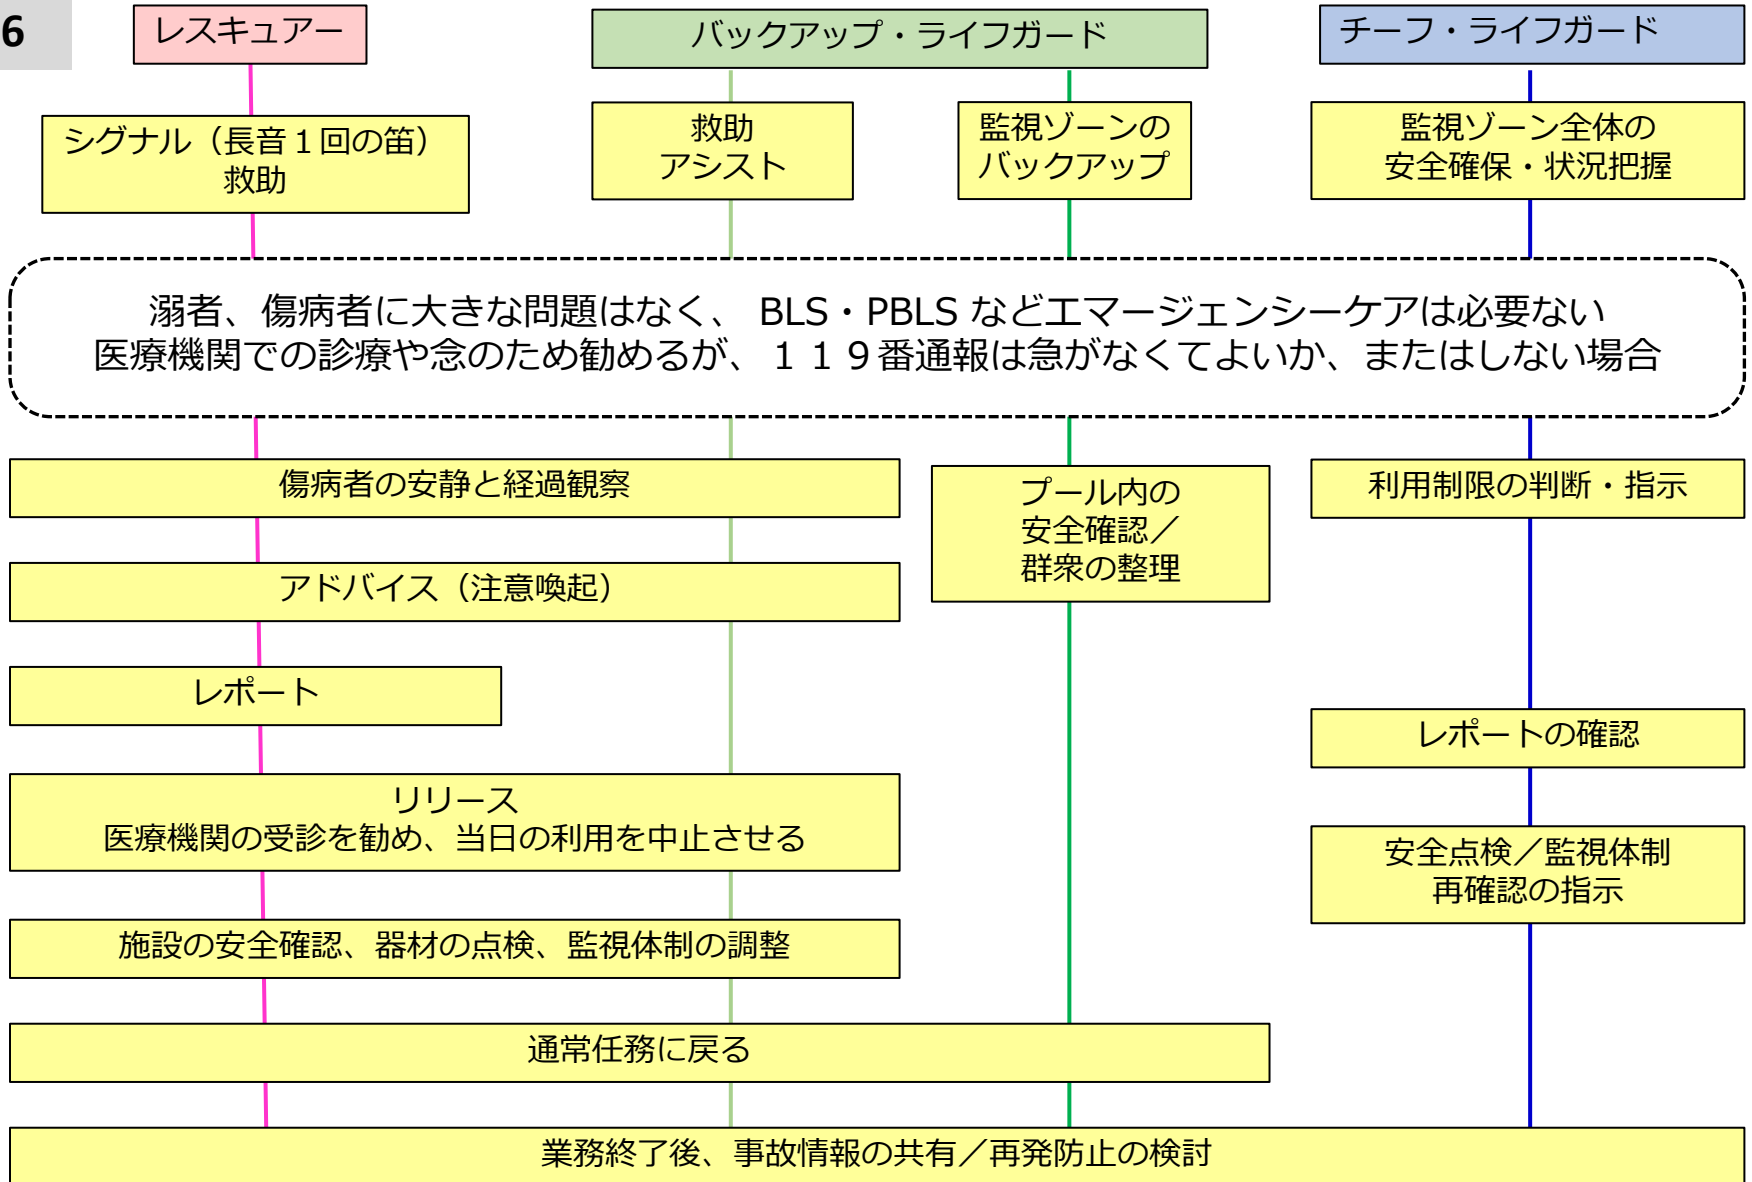 6
レスキュアー
バックアップ・ライフガード
チーフ・ライフガード
シグナル（長音１回の笛）
救助
救助
アシスト
監視ゾーンの
バックアップ
監視ゾーン全体の
安全確保・状況把握
溺者、傷病者に大きな問題はなく、 BLS・PBLS などエマージェンシーケアは必要ない
医療機関での診療や念のため勧めるが、１１９番通報は急がなくてよいか、またはしない場合
傷病者の安静と経過観察
プール内の
安全確認／
群衆の整理
利用制限の判断・指示
アドバイス（注意喚起）
レポート
レポートの確認
リリース
医療機関の受診を勧め、当日の利用を中止させる
安全点検／監視体制
再確認の指示
施設の安全確認、器材の点検、監視体制の調整
通常任務に戻る
業務終了後、事故情報の共有／再発防止の検討